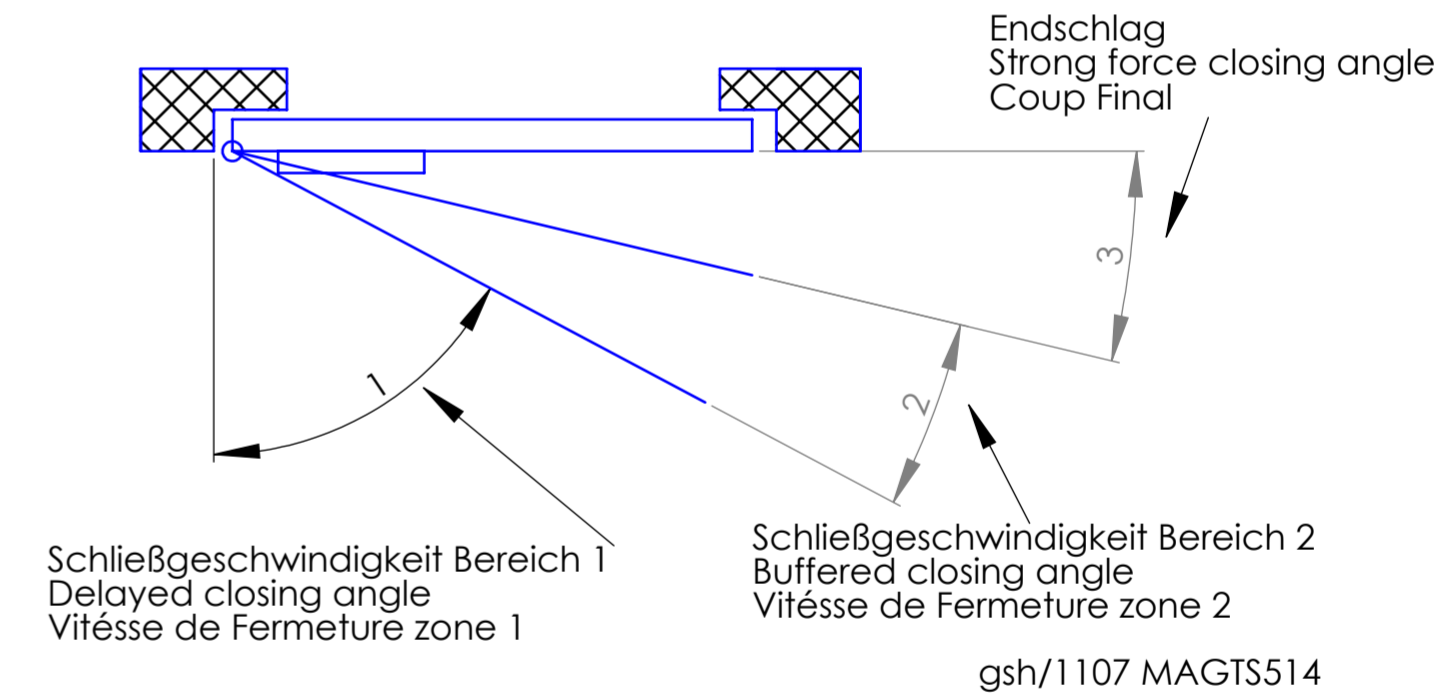 Endschlag
Strong force closing angle
Coup Final
3
1
2
Schließgeschwindigkeit Bereich 1
Delayed closing angle
Vitésse de Fermeture zone 1
Schließgeschwindigkeit Bereich 2
Buffered closing angle
Vitésse de Fermeture zone 2
gsh/1107 MAGTS514